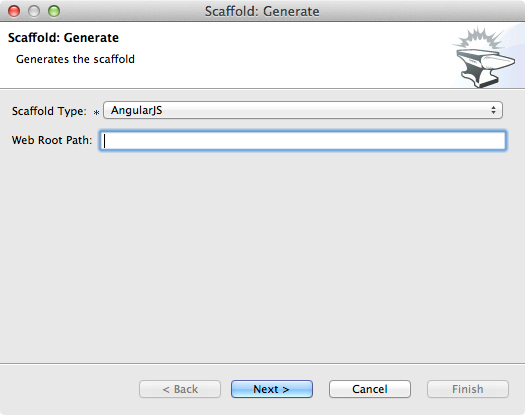 Scaffold: Generate
Scaffold: Generate
Generates the scaffold
Scaffold Type: * AngularJS
Web Root Path:
< Back Next > Cancel Finish